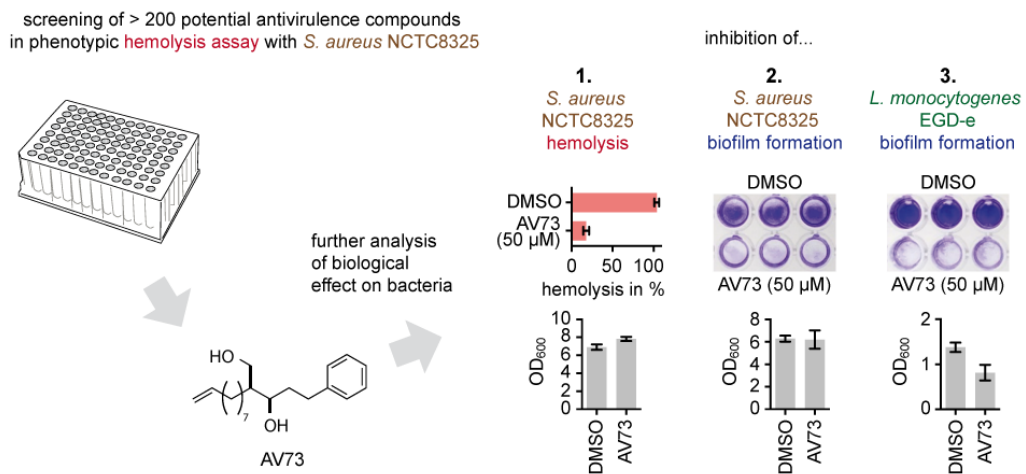 screening of > 200 potential antivirulence compounds
in phenotypic hemolysis assay with S. aureus NCTC8325
further analysis
of biological
effect on bacteria
HO
7
OH
AV73
inhibition of...
1.
S. aureus
NCTC8325
hemolysis
DMSO
AV73
(50 µM)
0 50 100
hemolysis in %
10
8
6
4
2
0
OD600
DMSO
AV73
2.
S. aureus
NCTC8325
biofilm formation
DMSO
AV73 (50 µM)
8
6
4
2
0
OD600
DMSO
AV73
3.
L. monocytogenes
EGD-e
biofilm formation
DMSO
AV73 (50 µM)
2
1
0
OD600
DMSO
AV73